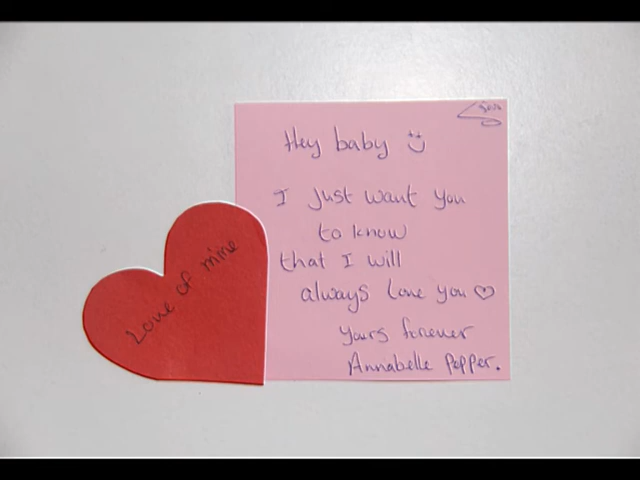 Hey baby
I just want you
to know
that I will
always love you ♡
yours forever
Annabelle Pepper.
Love of mine